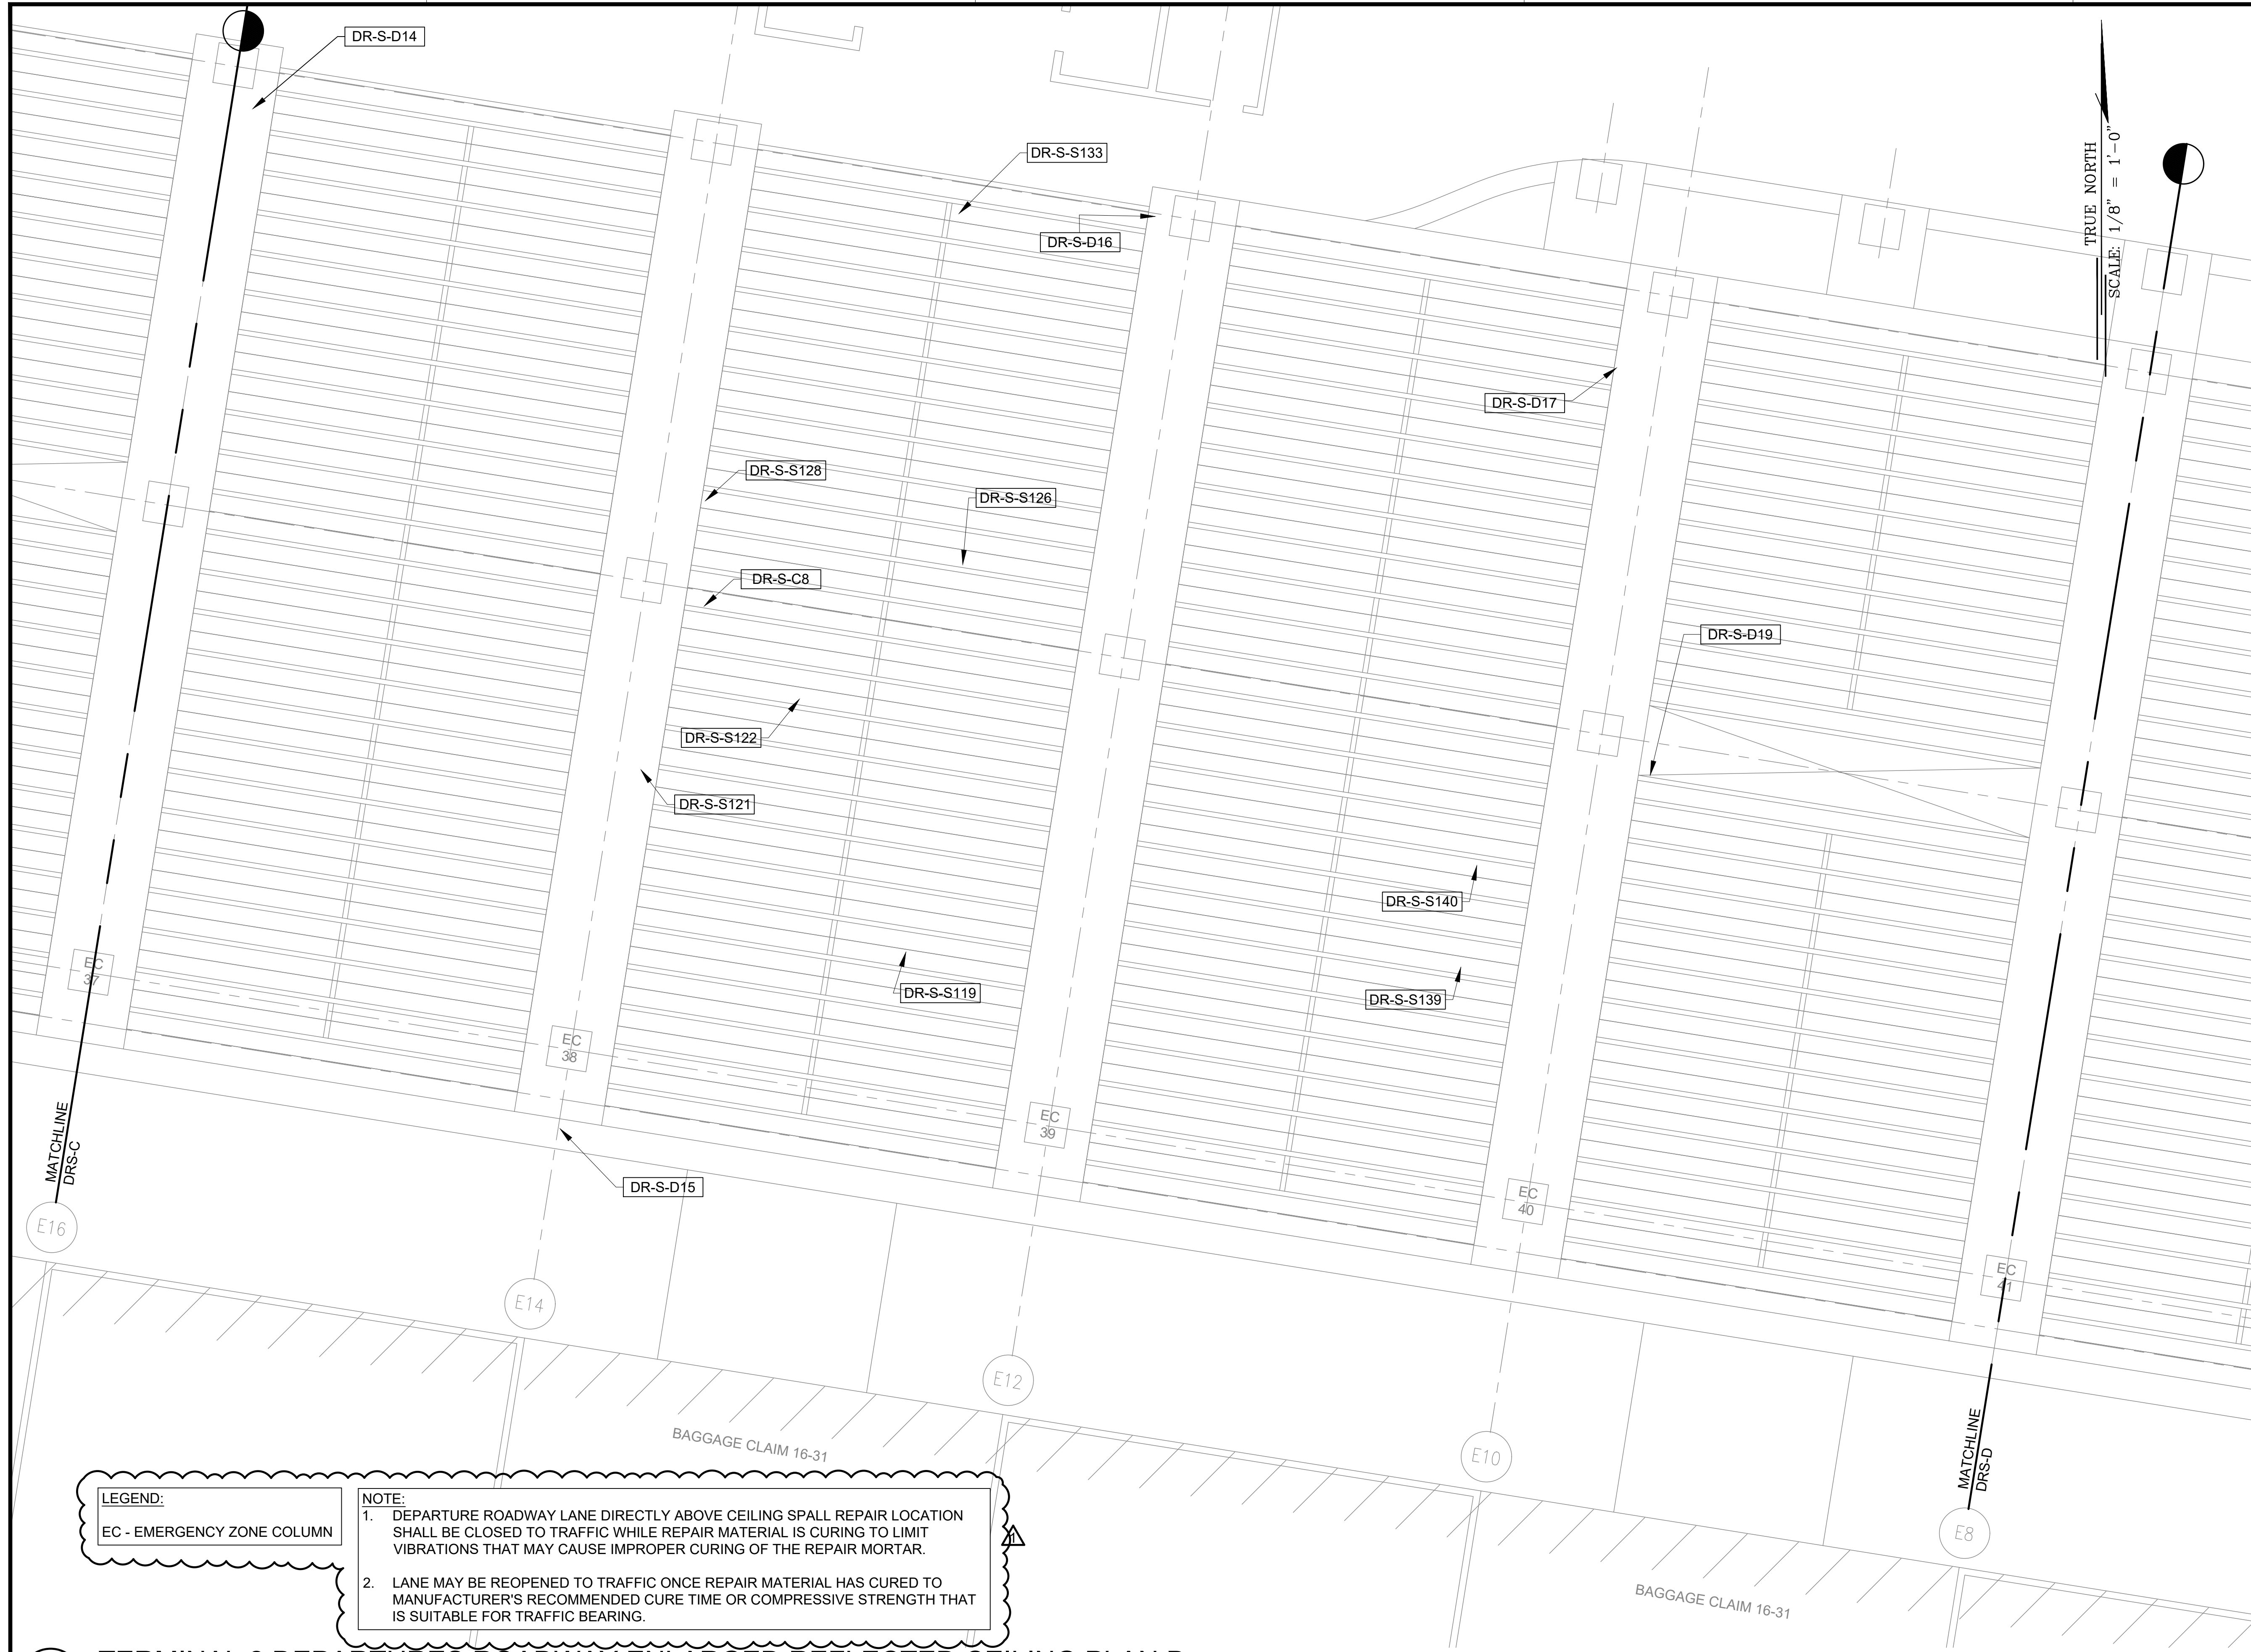 DR-S-D14
DR-S-S133
DR-S-D16
TRUE NORTH
SCALE: 1/8" = 1'-0"
DR-S-D17
DR-S-S128
DR-S-S126
DR-S-C8
DR-S-D19
DR-S-S122
DR-S-S121
DR-S-S140
DR-S-S119
DR-S-S139
EC
37
EC
38
EC
39
EC
40
EC
41
MATCHLINE
DRS-C
DR-S-D15
E16
E14
E12
E10
MATCHLINE
DRS-D
E8
BAGGAGE CLAIM 16-31
BAGGAGE CLAIM 16-31
LEGEND:
EC - EMERGENCY ZONE COLUMN
NOTE:
1. DEPARTURE ROADWAY LANE DIRECTLY ABOVE CEILING SPALL REPAIR LOCATION
SHALL BE CLOSED TO TRAFFIC WHILE REPAIR MATERIAL IS CURING TO LIMIT
VIBRATIONS THAT MAY CAUSE IMPROPER CURING OF THE REPAIR MORTAR.
2. LANE MAY BE REOPENED TO TRAFFIC ONCE REPAIR MATERIAL HAS CURED TO
MANUFACTURER'S RECOMMENDED CURE TIME OR COMPRESSIVE STRENGTH THAT
IS SUITABLE FOR TRAFFIC BEARING.
1
DEPARTURES ROADWAY ENLARGED REFLECTED CEILING PLAN